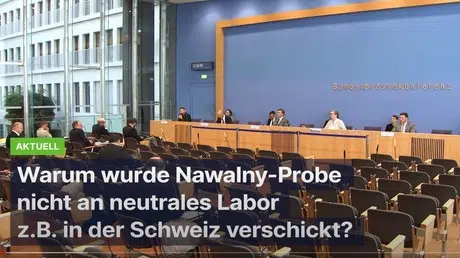 Bundespressekonferenz
AKTUELL
Warum wurde Nawalny-Probe
nicht an neutrales Labor
z.B. in der Schweiz verschickt?